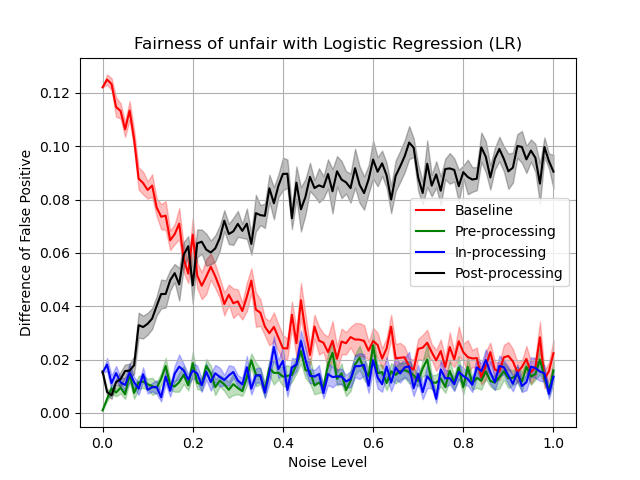 Fairness of unfair with Logistic Regression (LR)
0.12
0.10
0.08
0.06
0.04
0.02
0.00
Difference of False Positive
Baseline
Pre-processing
In-processing
Post-processing
0.0 0.2 0.4 0.6 0.8 1.0
Noise Level